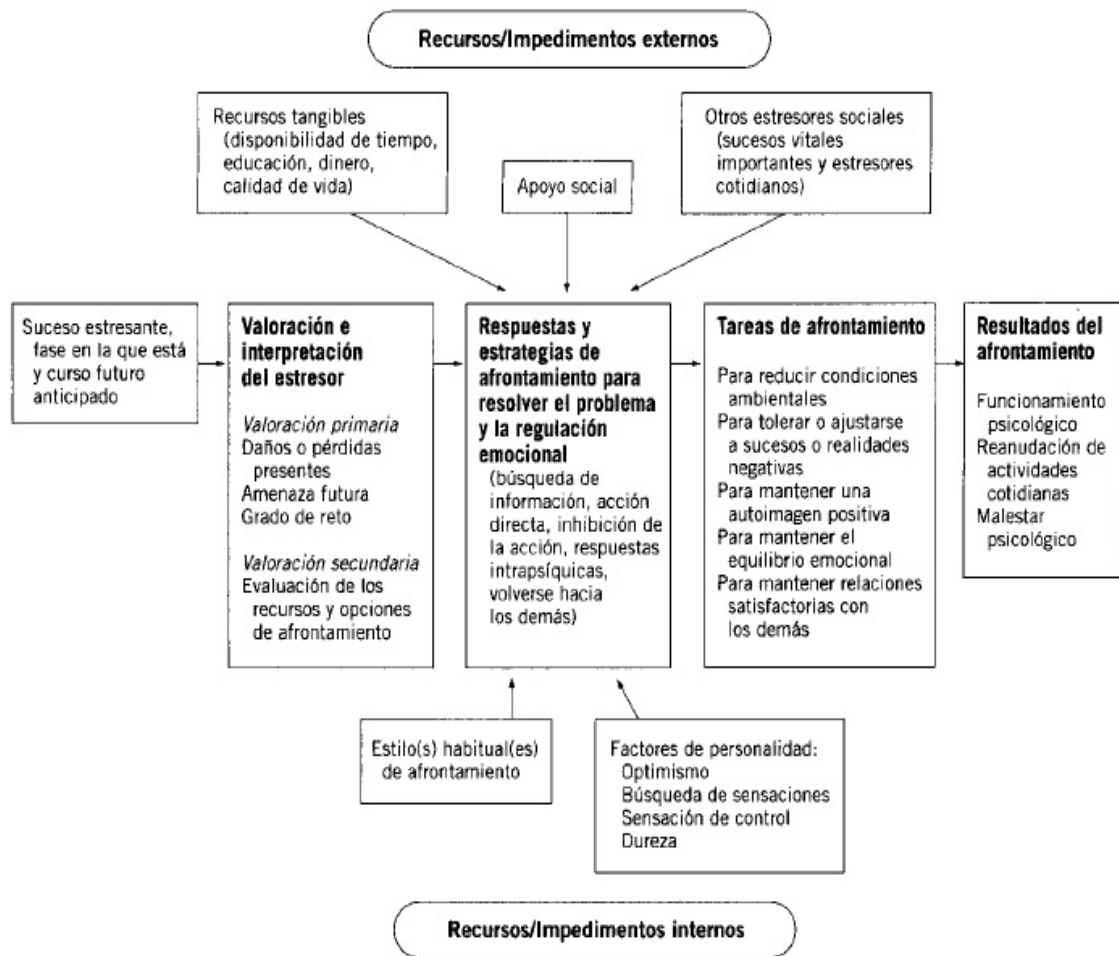 Recursos/Impedimentos externos
Recursos tangibles
(disponibilidad de tiempo,
educación, dinero,
calidad de vida)
Apoyo social
Otros estresores sociales
(sucesos vitales
importantes y estresores
cotidianos)
Suceso estresante,
fase en la que está
y curso futuro
anticipado
Valoración e
interpretación
del estresor
Valoración primaria
Daños o pérdidas
presentes
Amenaza futura
Grado de reto
Valoración secundaria
Evaluación de los
recursos y opciones
de afrontamiento
Respuestas y
estrategias de
afrontamiento para
resolver el problema
y la regulación
emocional
(búsqueda de
información, acción
directa, inhibición de
la acción, respuestas
intrapsíquicas,
volverse hacia
los demás)
Tareas de afrontamiento
Para reducir condiciones
ambientales
Para tolerar o ajustarse
a sucesos o realidades
negativas
Para mantener una
autoimagen positiva
Para mantener el
equilibrio emocional
Para mantener relaciones
satisfactorias con
los demás
Resultados del
afrontamiento
Funcionamiento
psicológico
Reanudación de
actividades
cotidianas
Malestar
psicológico
Estilo(s) habitual(es)
de afrontamiento
Factores de personalidad:
Optimismo
Búsqueda de sensaciones
Sensación de control
Dureza
Recursos/Impedimentos internos